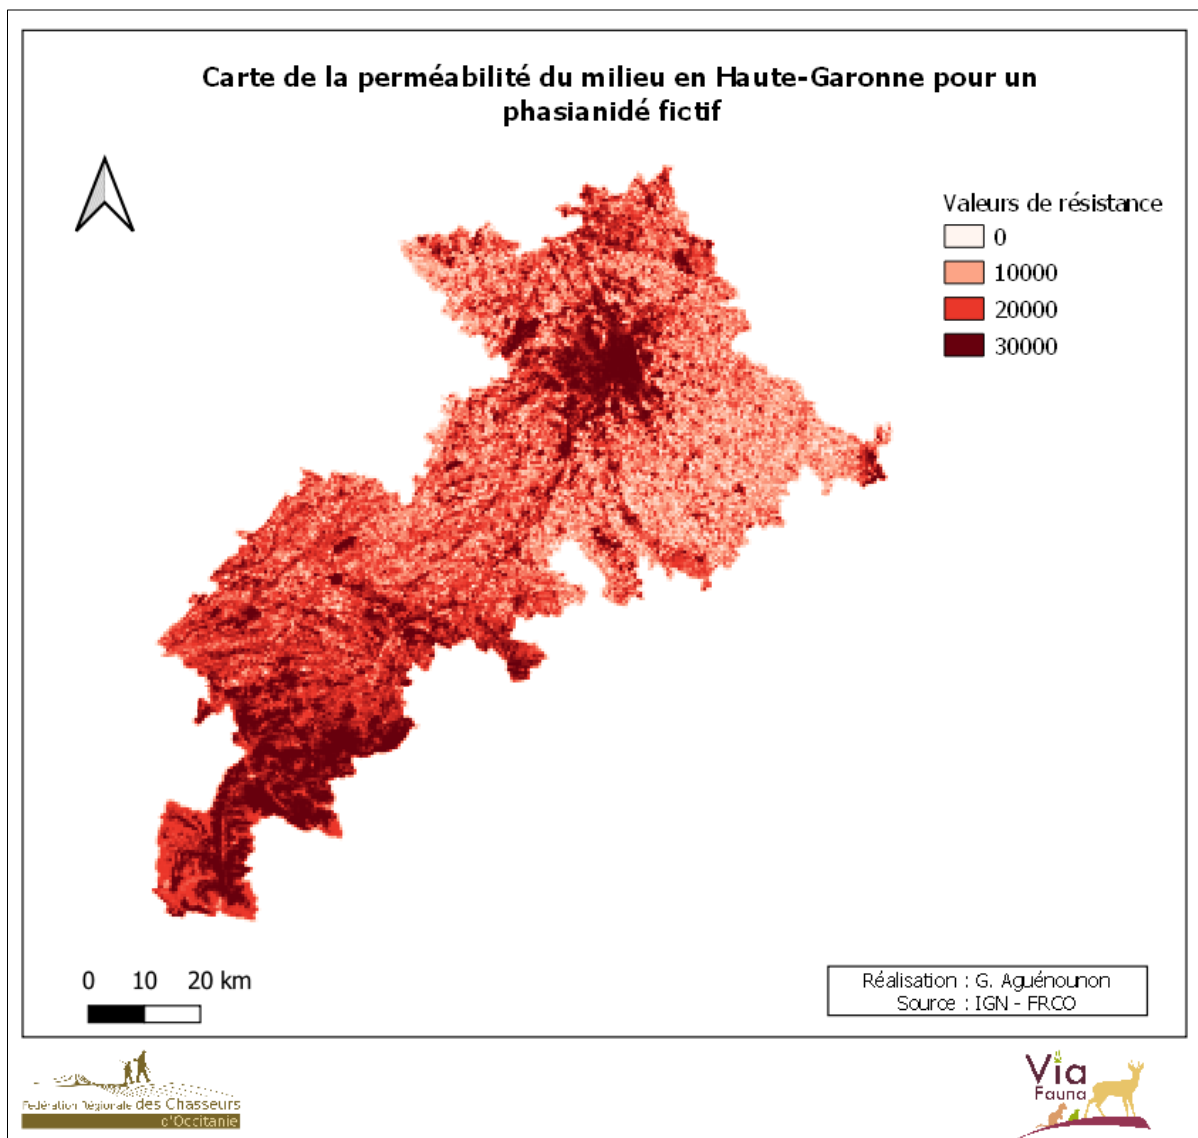 Carte de la perméabilité du milieu en Haute-Garonne pour un
phasianidé fictif
Valeurs de résistance
0
10000
20000
30000
0 10 20 km
Réalisation : G. Aguénounon
Source : IGN - FRCO
Fédération Régionale des Chasseurs
d'Occitanie
Via
Fauna